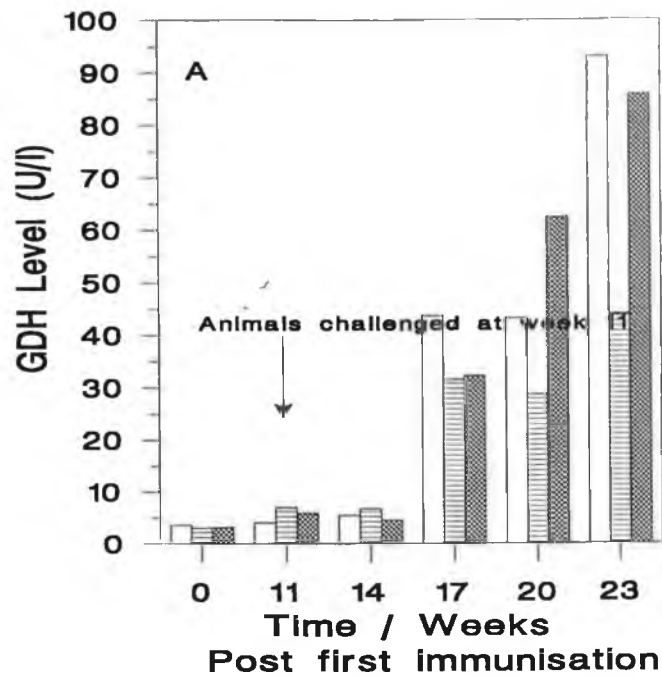 100
A
90
80
70
60
50
40
30
20
10
0
GDH Level (U/l)
Animals challenged at week 11
0 11 14 17 20 23
Time / Weeks
Post first immunisation